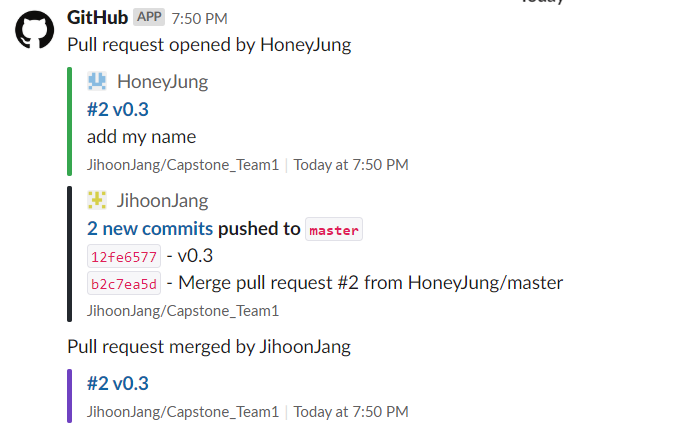 Today
GitHub APP 7:50 PM
Pull request opened by HoneyJung
HoneyJung
#2 v0.3
add my name
JihoonJang/Capstone_Team1 | Today at 7:50 PM
JihoonJang
2 new commits pushed to master
12fe6577 - v0.3
b2c7ea5d - Merge pull request #2 from HoneyJung/master
JihoonJang/Capstone_Team1
Pull request merged by JihoonJang
#2 v0.3
JihoonJang/Capstone_Team1 | Today at 7:50 PM